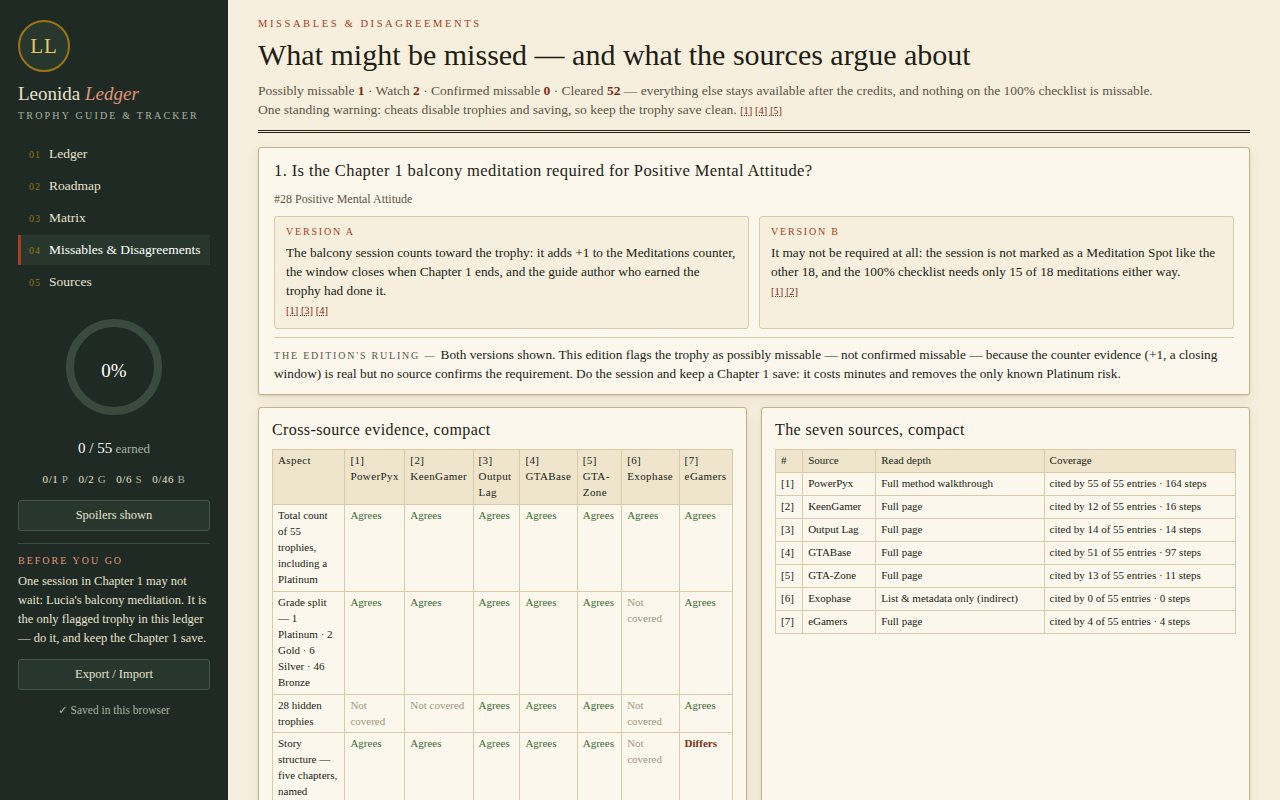 LL
Leonida Ledger
TROPHY GUIDE & TRACKER
01 Ledger
02 Roadmap
03 Matrix
04 Missables & Disagreements
05 Sources
0%
0 / 55 earned
0/1 P 0/2 G 0/6 S 0/46 B
Spoilers shown
BEFORE YOU GO
One session in Chapter 1 may not
wait: Lucia's balcony meditation. It is
the only flagged trophy in this ledger
— do it, and keep the Chapter 1 save.
Export / Import
✓ Saved in this browser
MISSABLES & DISAGREEMENTS
What might be missed — and what the sources argue about
Possibly missable 1 · Watch 2 · Confirmed missable 0 · Cleared 52 — everything else stays available after the credits, and nothing on the 100% checklist is missable.
One standing warning: cheats disable trophies and saving, so keep the trophy save clean. [1] [4] [5]
1. Is the Chapter 1 balcony meditation required for Positive Mental Attitude?
#28 Positive Mental Attitude
VERSION A
The balcony session counts toward the trophy: it adds +1 to the Meditations counter,
the window closes when Chapter 1 ends, and the guide author who earned the
trophy had done it.
[1] [3] [4]
VERSION B
It may not be required at all: the session is not marked as a Meditation Spot like the
other 18, and the 100% checklist needs only 15 of 18 meditations either way.
[1] [2]
THE EDITION'S RULING — Both versions shown. This edition flags the trophy as possibly missable — not confirmed missable — because the counter evidence (+1, a closing
window) is real but no source confirms the requirement. Do the session and keep a Chapter 1 save: it costs minutes and removes the only known Platinum risk.
Cross-source evidence, compact
Aspect [1] [2] [3] [4] [5] [6] [7]
PowerPyx KeenGamer Output GTABase GTA- Exophase eGamers
Lag Zone
Total count Agrees Agrees Agrees Agrees Agrees Agrees Agrees
of 55
trophies,
including a
Platinum
Grade split Agrees Agrees Agrees Agrees Agrees Not Agrees
— 1 covered
Platinum · 2
Gold · 6
Silver · 46
Bronze
28 hidden Not Not covered Agrees Agrees Agrees Not Agrees
trophies covered covered
Story Agrees Agrees Agrees Agrees Agrees Not Differs
structure — covered
five chapters,
named
The seven sources, compact
# Source Read depth Coverage
[1] PowerPyx Full method walkthrough cited by 55 of 55 entries · 164 steps
[2] KeenGamer Full page cited by 12 of 55 entries · 16 steps
[3] Output Lag Full page cited by 14 of 55 entries · 14 steps
[4] GTABase Full page cited by 51 of 55 entries · 97 steps
[5] GTA-Zone Full page cited by 13 of 55 entries · 11 steps
[6] Exophase List & metadata only (indirect) cited by 0 of 55 entries · 0 steps
[7] eGamers Full page cited by 4 of 55 entries · 4 steps